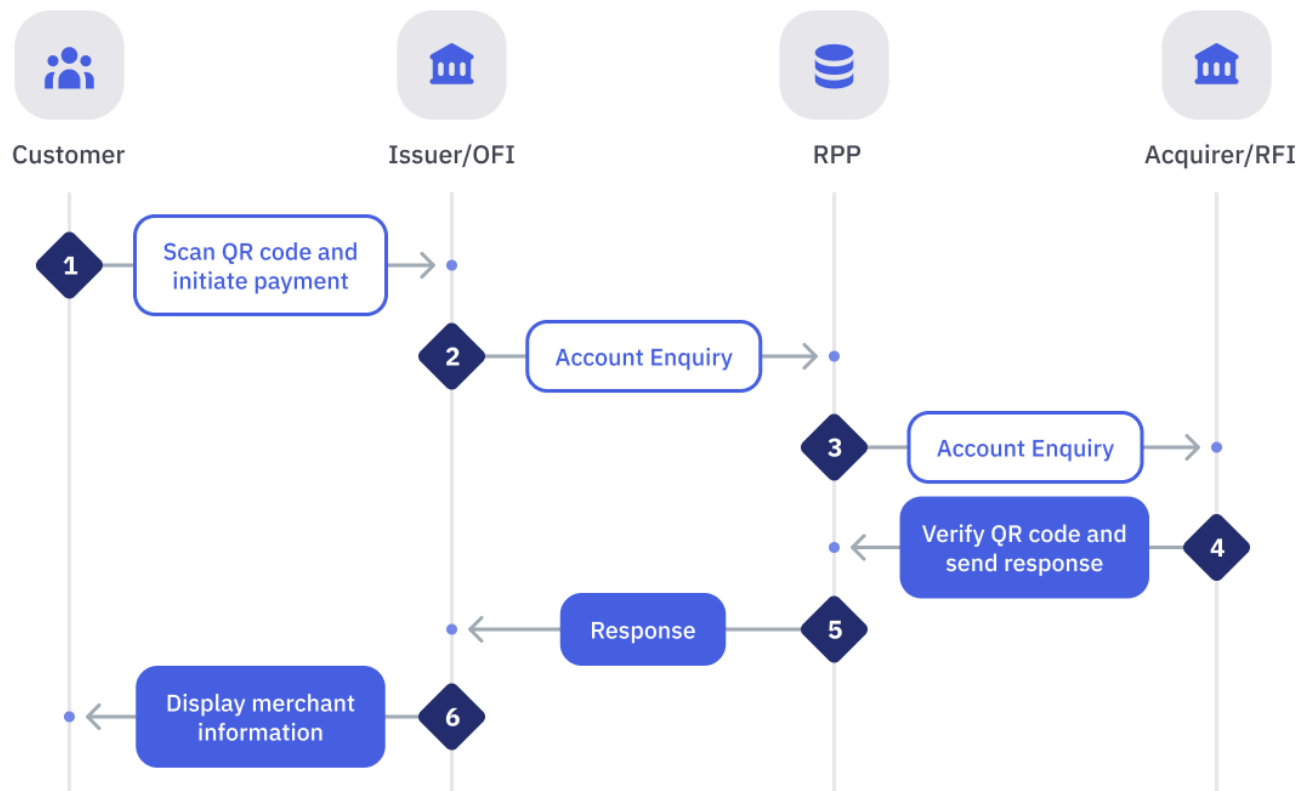 Customer
Issuer/OFI
RPP
Acquirer/RFI
1
Scan QR code and
initiate payment
2
Account Enquiry
3
Account Enquiry
Verify QR code and
send response
4
Response
5
Display merchant
information
6